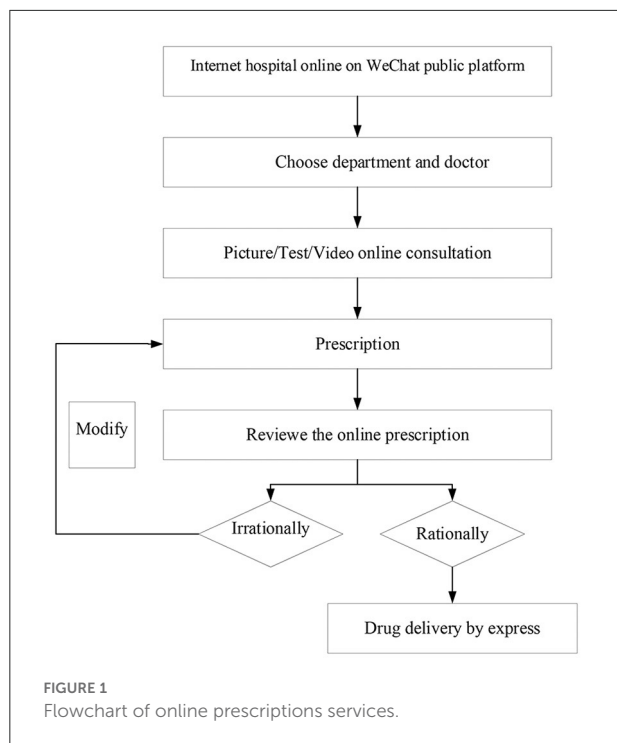 Internet hospital online on WeChat public platform
Choose department and doctor
Picture/Test/Video online consultation
Prescription
Modify
Reviewe the online prescription
Irrationally
Rationally
Drug delivery by express
FIGURE 1
Flowchart of online prescriptions services.